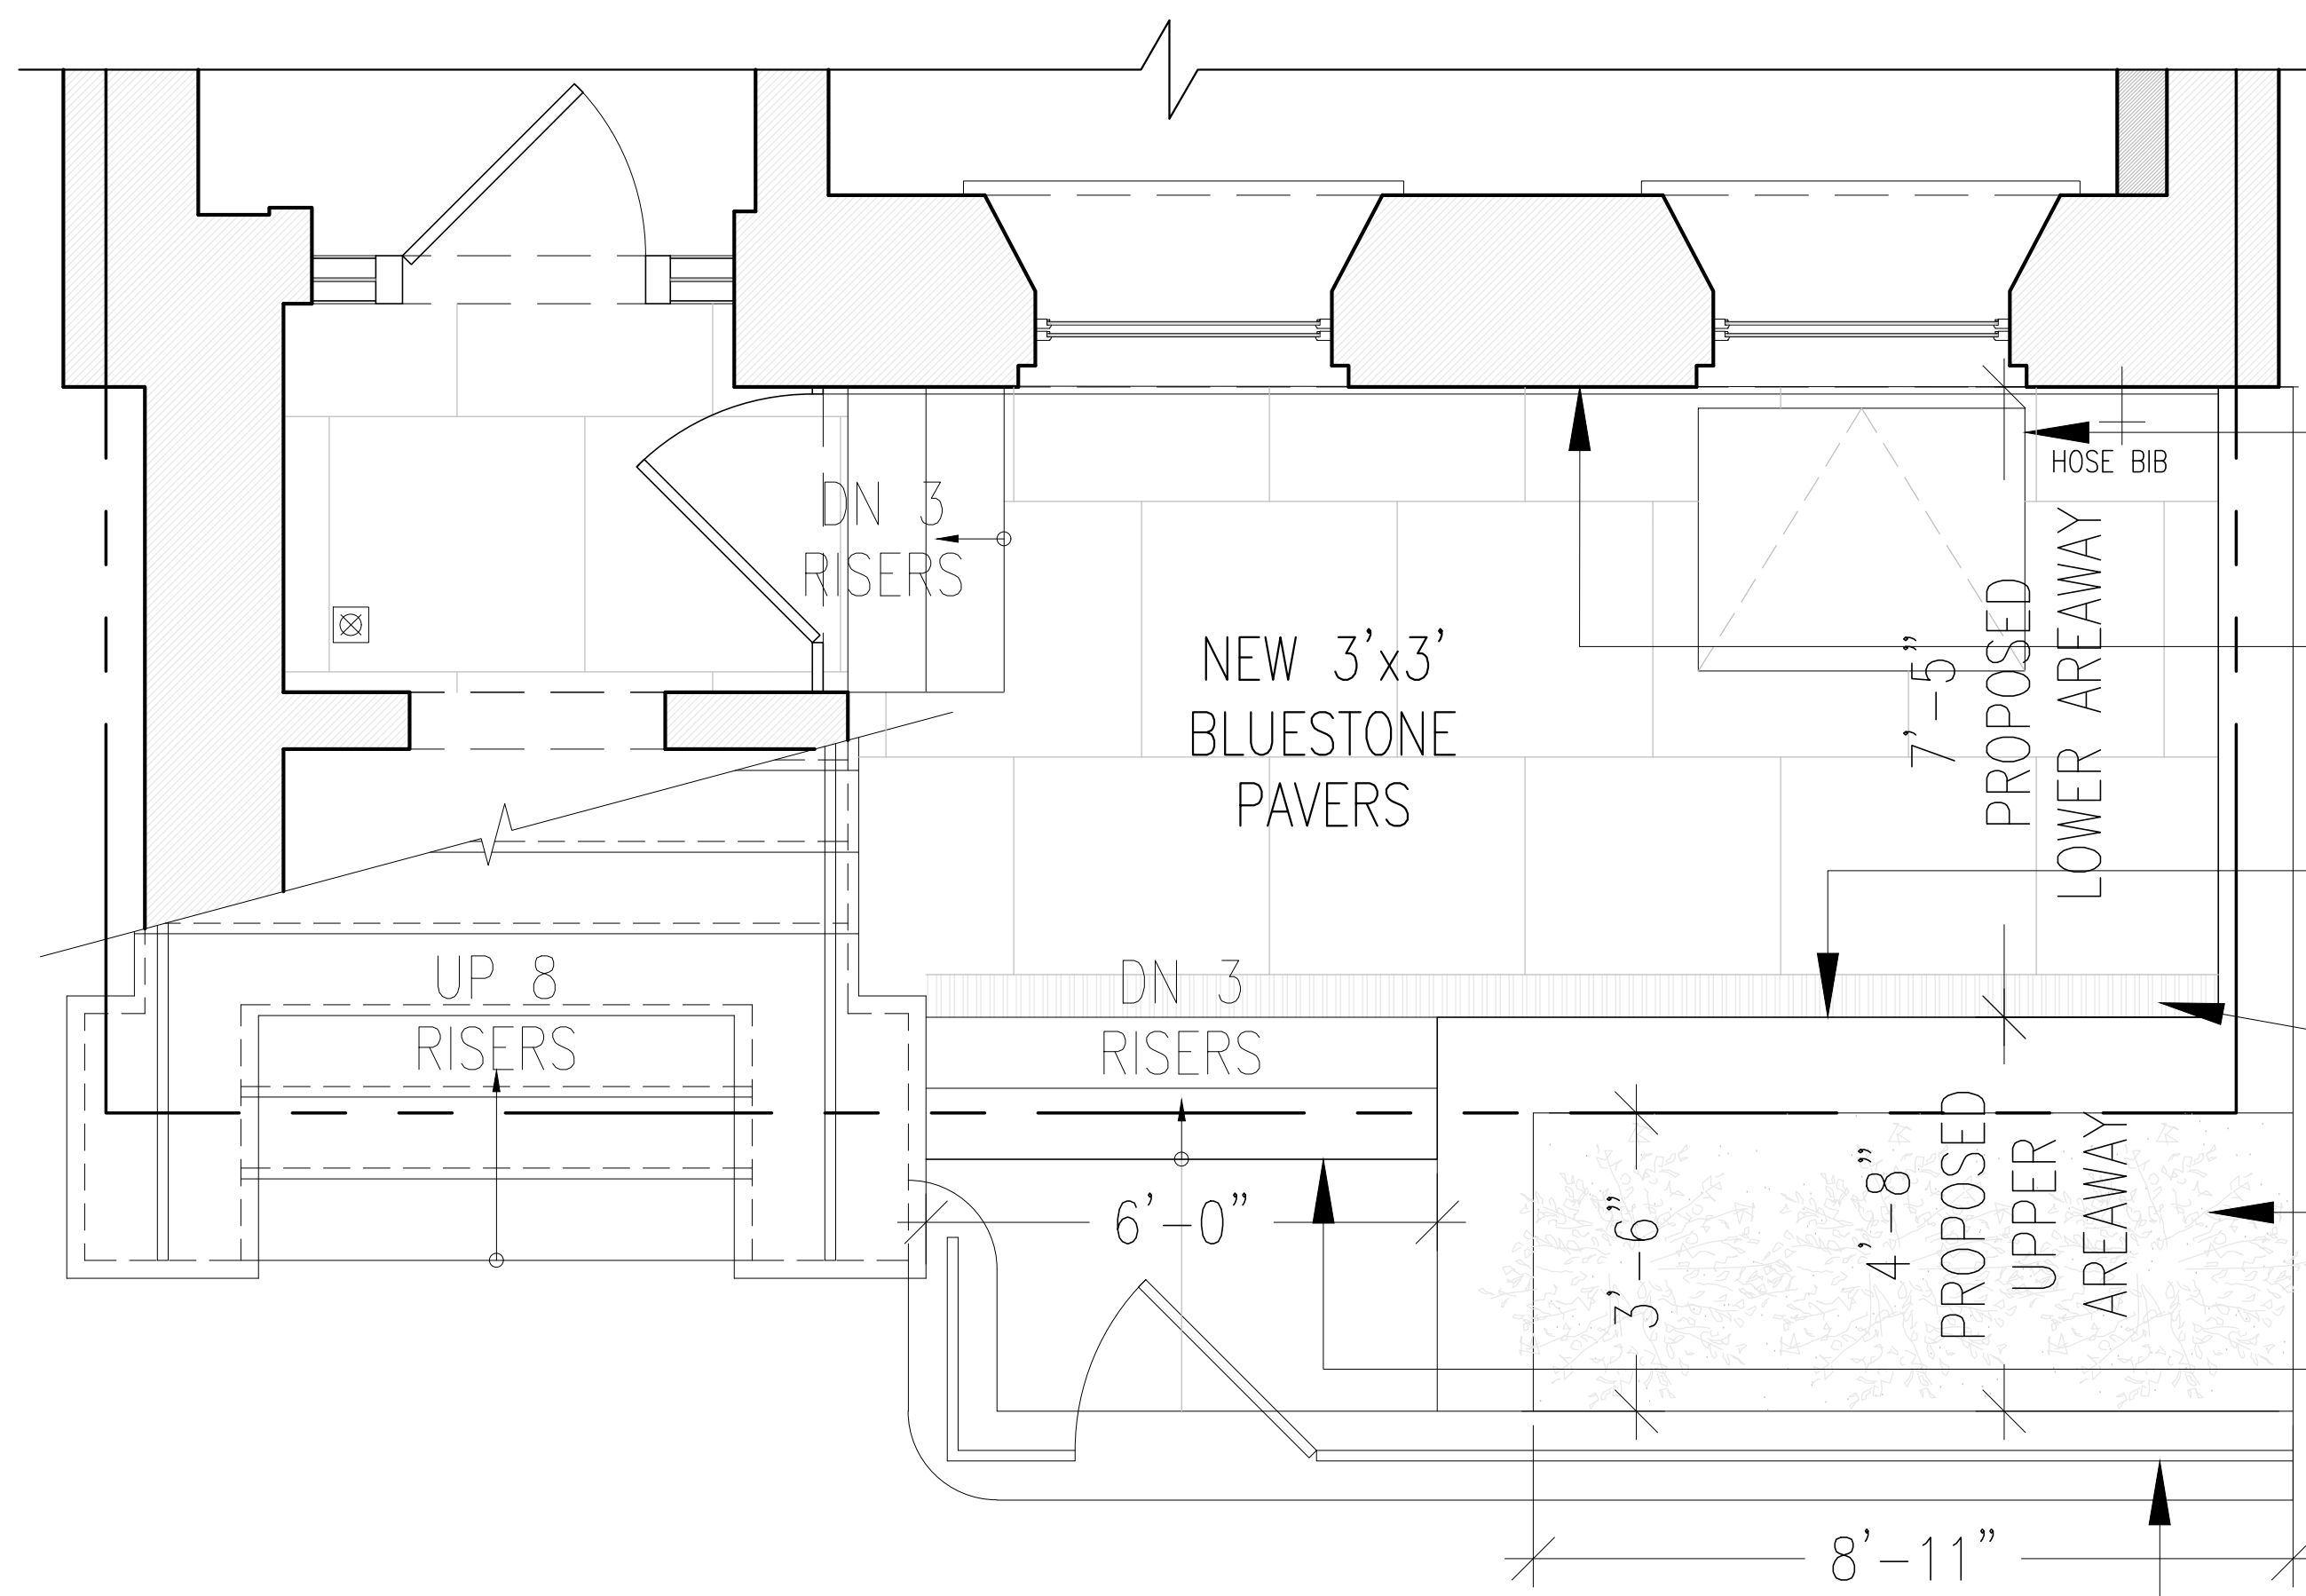 HOSE BIB
DN 3
RISERS
NEW 3'x3'
BLUESTONE
PAVERS
7'-5"
PROPOSED
LOWER AREAWAY
UP 8
RISERS
DN 3
RISERS
6'-0"
3'-6"
4'-8"
PROPOSED
UPPER
AREAWAY
8'-11"